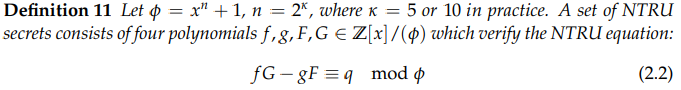 Definition 11 Let ϕ = xⁿ + 1, n = 2^κ, where κ = 5 or 10 in practice. A set of NTRU
secrets consists of four polynomials f, g, F, G ∈ ℤ[x]/(ϕ) which verify the NTRU equation:
fG − gF ≡ q mod ϕ (2.2)